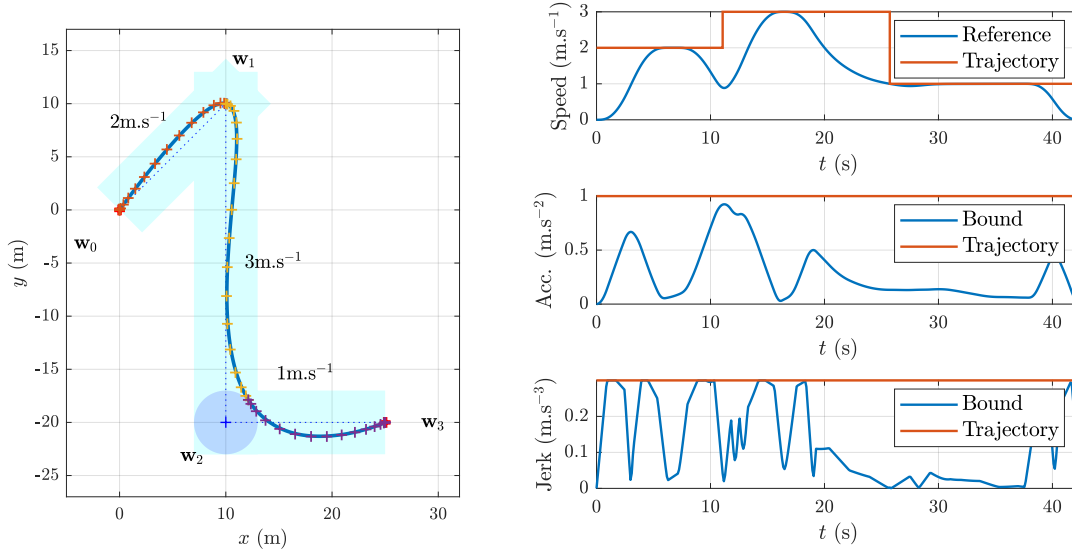 15
10
5
0
-5
-10
-15
-20
-25
y (m)
0
10
20
30
x (m)
w₁
2m.s⁻¹
w₀
3m.s⁻¹
1m.s⁻¹
w₃
w₂
3
2
1
0
Speed (m.s⁻¹)
Reference
Trajectory
0 10 20 30 40
t (s)
1
0.5
0
Acc. (m.s⁻²)
Bound
Trajectory
0 10 20 30 40
t (s)
0.2
0.1
0
Jerk (m.s⁻³)
Bound
Trajectory
0 10 20 30 40
t (s)